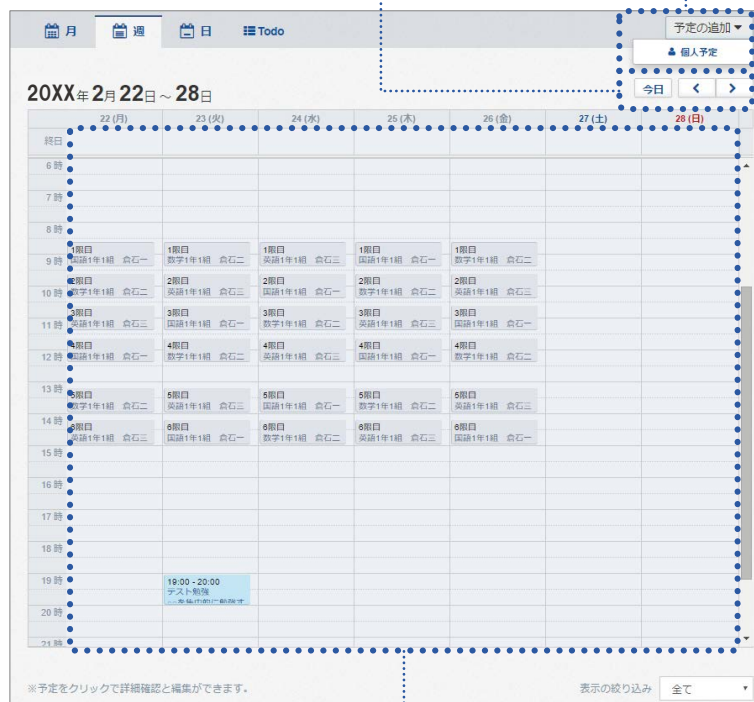 月 週 日 Todo
予定の追加▼
個人予定
20XX年2月22日~28日
今日 < >
22 (月) 23 (火) 24 (水) 25 (木) 26 (金) 27 (土) 28 (日)
終日
6時
7時
8時
1限目 1限目 1限目 1限目 1限目
9時 国語1年1組 倉石一 数学1年1組 倉石二 英語1年1組 倉石三 国語1年1組 倉石一 数学1年1組 倉石二
2限目 2限目 2限目 2限目 2限目
10時 数学1年1組 倉石二 英語1年1組 倉石三 国語1年1組 倉石一 数学1年1組 倉石二 英語1年1組 倉石三
3限目 3限目 3限目 3限目 3限目
11時 英語1年1組 倉石三 国語1年1組 倉石一 数学1年1組 倉石二 英語1年1組 倉石三 国語1年1組 倉石一
4限目 4限目 4限目 4限目 4限目
12時 国語1年1組 倉石一 数学1年1組 倉石二 英語1年1組 倉石三 国語1年1組 倉石一 数学1年1組 倉石二
13時
5限目 5限目 5限目 5限目 5限目
数学1年1組 倉石二 英語1年1組 倉石三 国語1年1組 倉石一 数学1年1組 倉石二 英語1年1組 倉石三
14時
6限目 6限目 6限目 6限目 6限目
英語1年1組 倉石三 国語1年1組 倉石一 数学1年1組 倉石二 英語1年1組 倉石三 国語1年1組 倉石一
15時
16時
17時
18時
19時 19:00 - 20:00
テスト勉強
20時
21時
※予定をクリックで詳細確認と編集ができます。
表示の絞り込み 全て